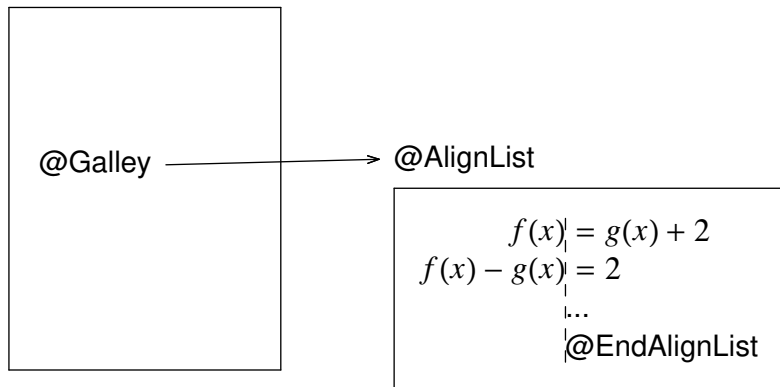 @Galley
@AlignList
f(x) = g(x) + 2
f(x) − g(x) = 2
...
@EndAlignList